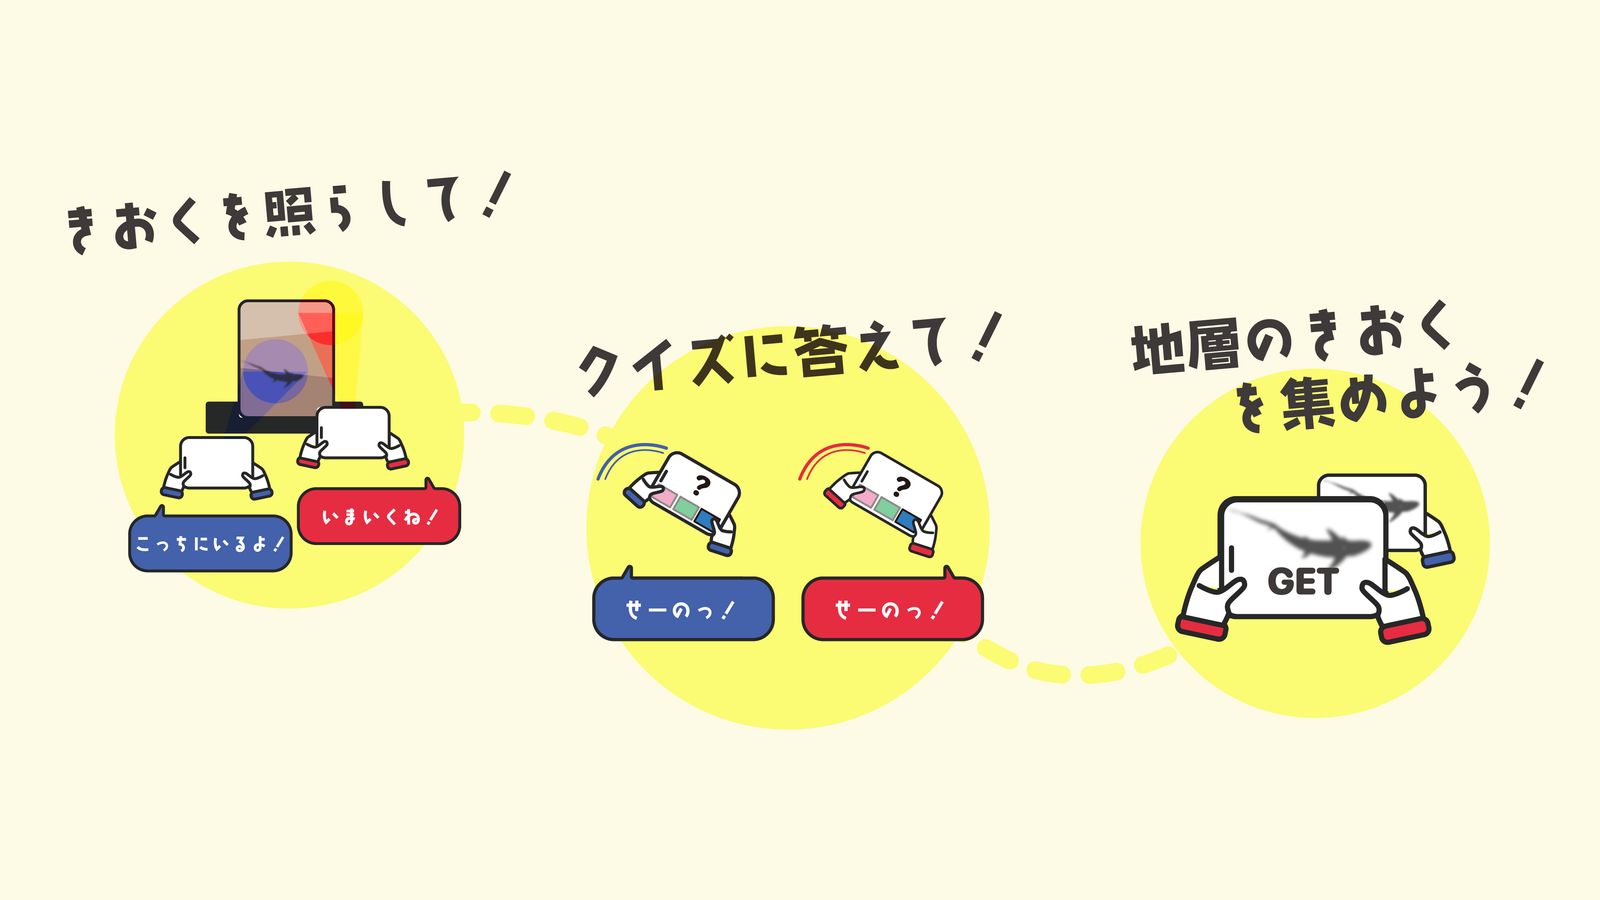 きおくを照らして！
こっちにいるよ！
いまいくね！
クイズに答えて！
?
?
せーのっ！
せーのっ！
地層のきおく
を集めよう！
GET